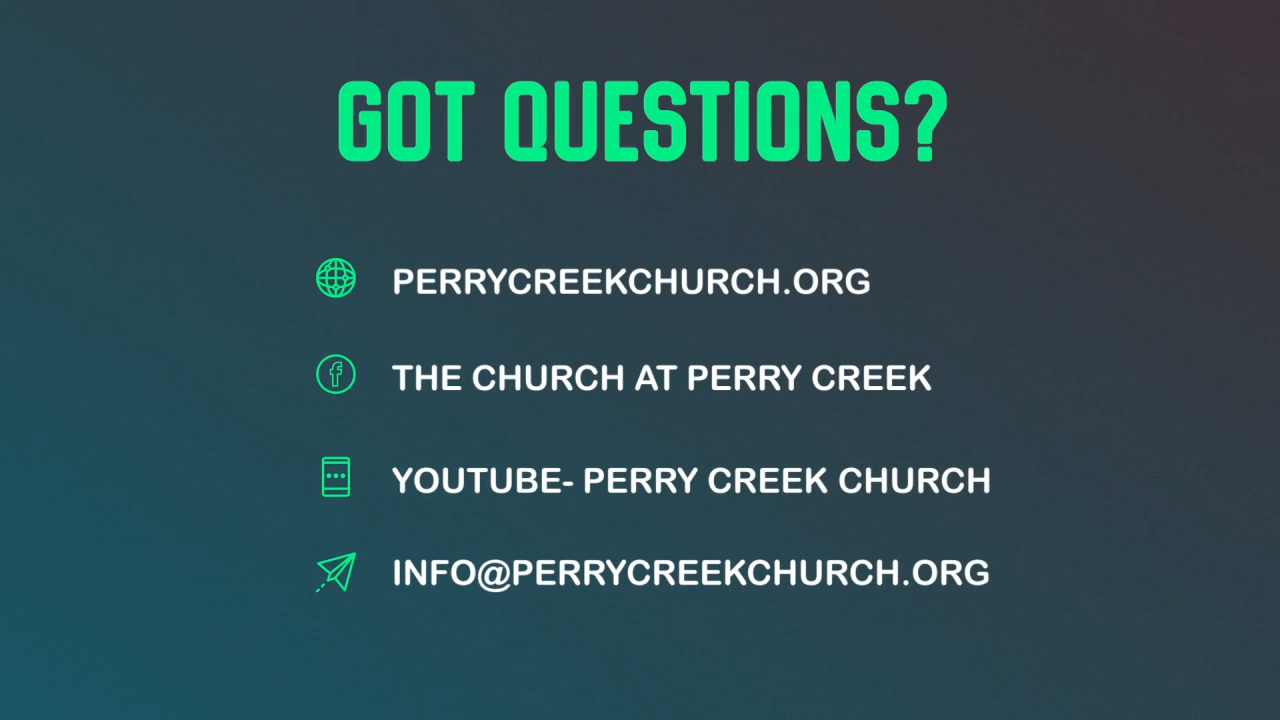 GOT QUESTIONS?
PERRYCREEKCHURCH.ORG
THE CHURCH AT PERRY CREEK
YOUTUBE- PERRY CREEK CHURCH
INFO@PERRYCREEKCHURCH.ORG